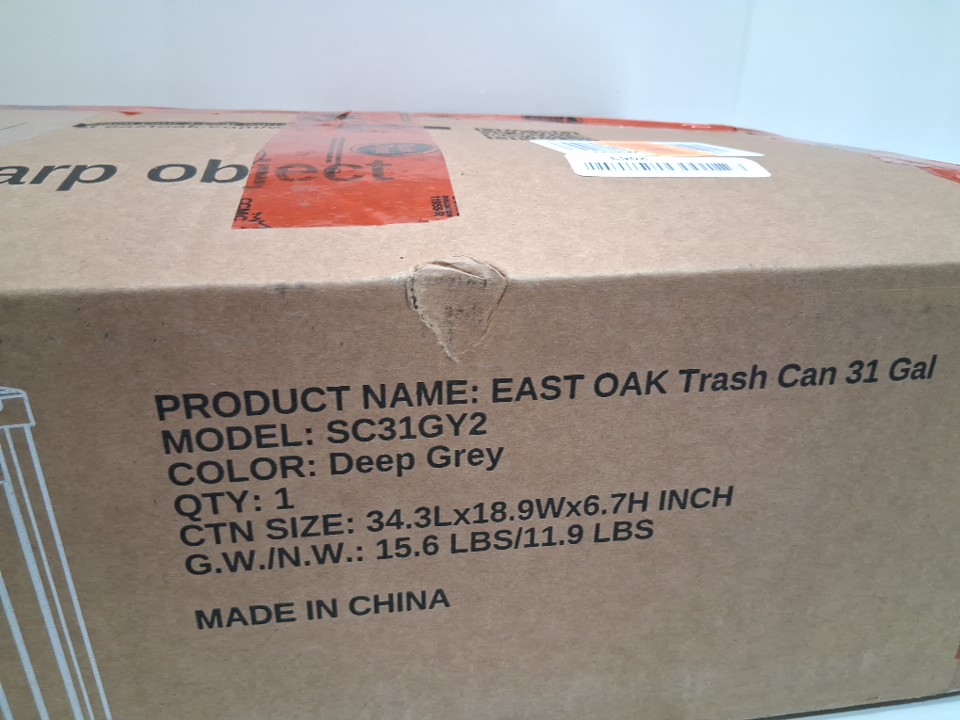 arp object
PRODUCT NAME: EAST OAK Trash Can 31 Gal
MODEL: SC31GY2
COLOR: Deep Grey
QTY: 1
CTN SIZE: 34.3Lx18.9Wx6.7H INCH
G.W./N.W.: 15.6 LBS/11.9 LBS
MADE IN CHINA